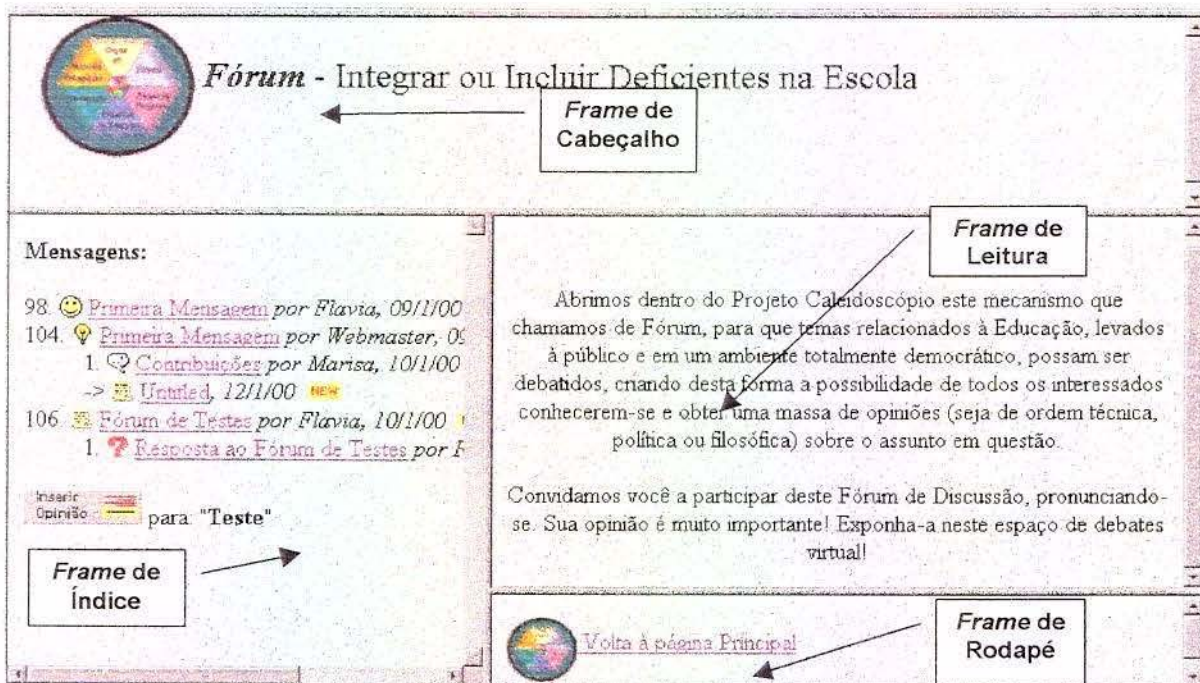 Fórum - Integrar ou Incluir Deficientes na Escola
Frame de
Cabeçalho
Mensagens:
98. Primeira Mensagem por Flavia, 09/1/00
104. Primeira Mensagem por Webmaster, 09
1. Contribuições por Marisa, 10/1/00
-> Untitled, 12/1/00 NEW
106. Fórum de Testes por Flavia, 10/1/00
1. Resposta ao Fórum de Testes por F
Inserir
Opinião para: "Teste"
Frame de
Índice
Frame de
Leitura
Abrimos dentro do Projeto Caleidoscópio este mecanismo que
chamamos de Fórum, para que temas relacionados à Educação, levados
à público e em um ambiente totalmente democrático, possam ser
debatidos, criando desta forma a possibilidade de todos os interessados
conhecerem-se e obter uma massa de opiniões (seja de ordem técnica,
política ou filosófica) sobre o assunto em questão.
Convidamos você a participar deste Fórum de Discussão, pronunciando-
se. Sua opinião é muito importante! Exponha-a neste espaço de debates
virtual!
Volta à página Principal
Frame de
Rodapé